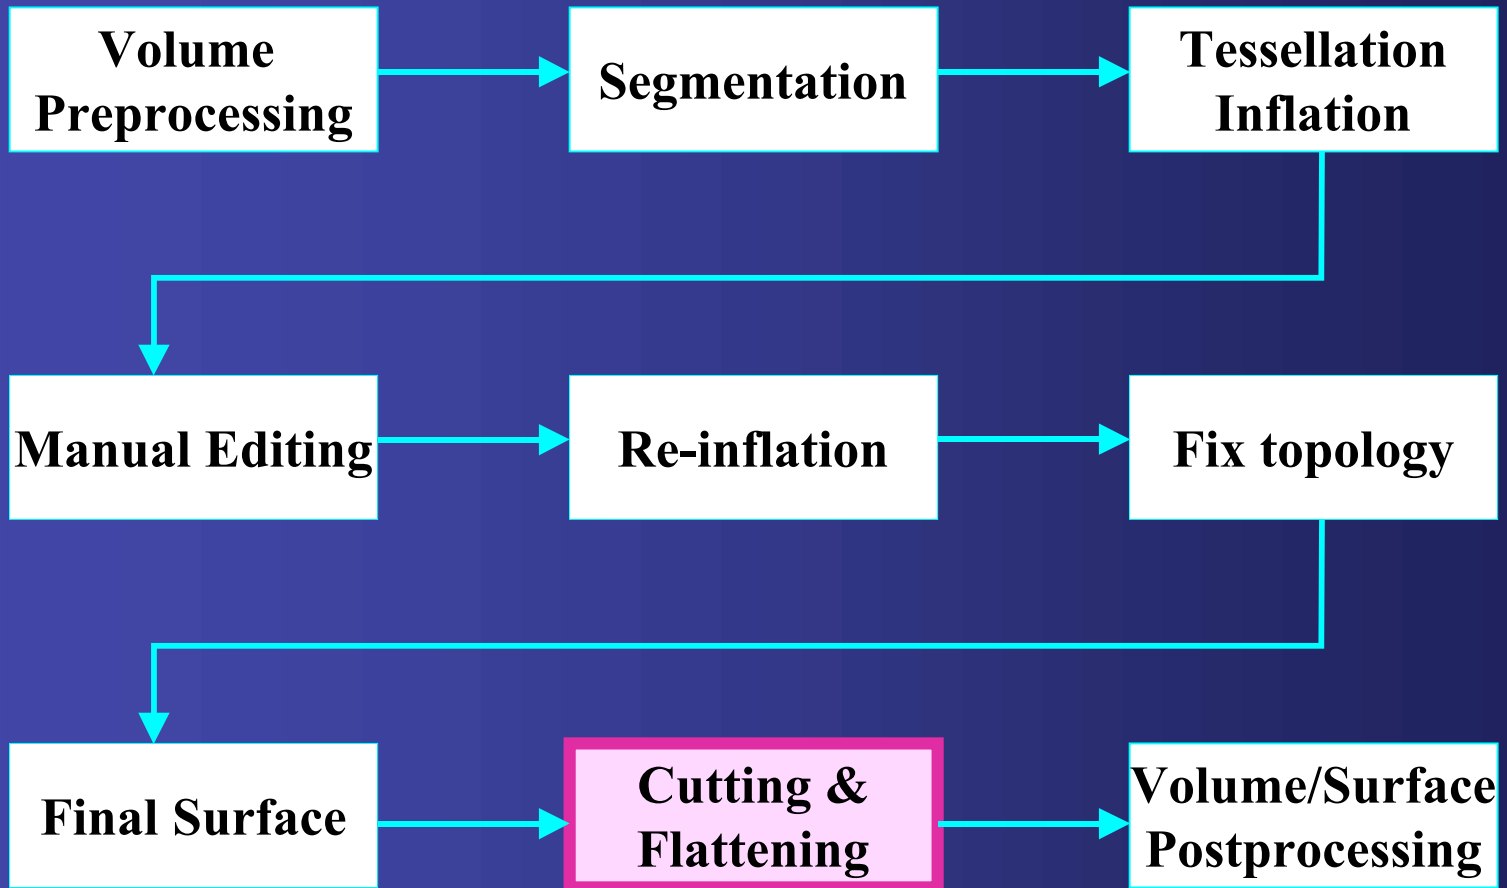 Volume
Preprocessing
Segmentation
Tessellation
Inflation
Manual Editing
Re-inflation
Fix topology
Final Surface
Cutting &
Flattening
Volume/Surface
Postprocessing